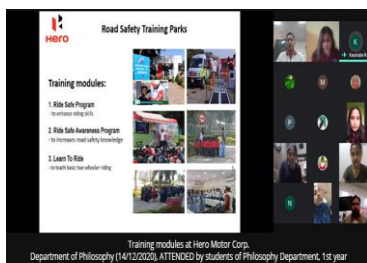 Hero
Road Safety Training Parks
Training modules:
1. Ride Safe Program
- to enhance riding skills
2. Ride Safe Awareness Program
- to increases road safety knowledge
3. Learn To Ride
- to teach basic two wheeler riding
K
M
P
N
Training modules at Hero Motor Corp.
Department of Philosophy (14/12/2020), ATTENDED by students of Philosophy Department, 1st year